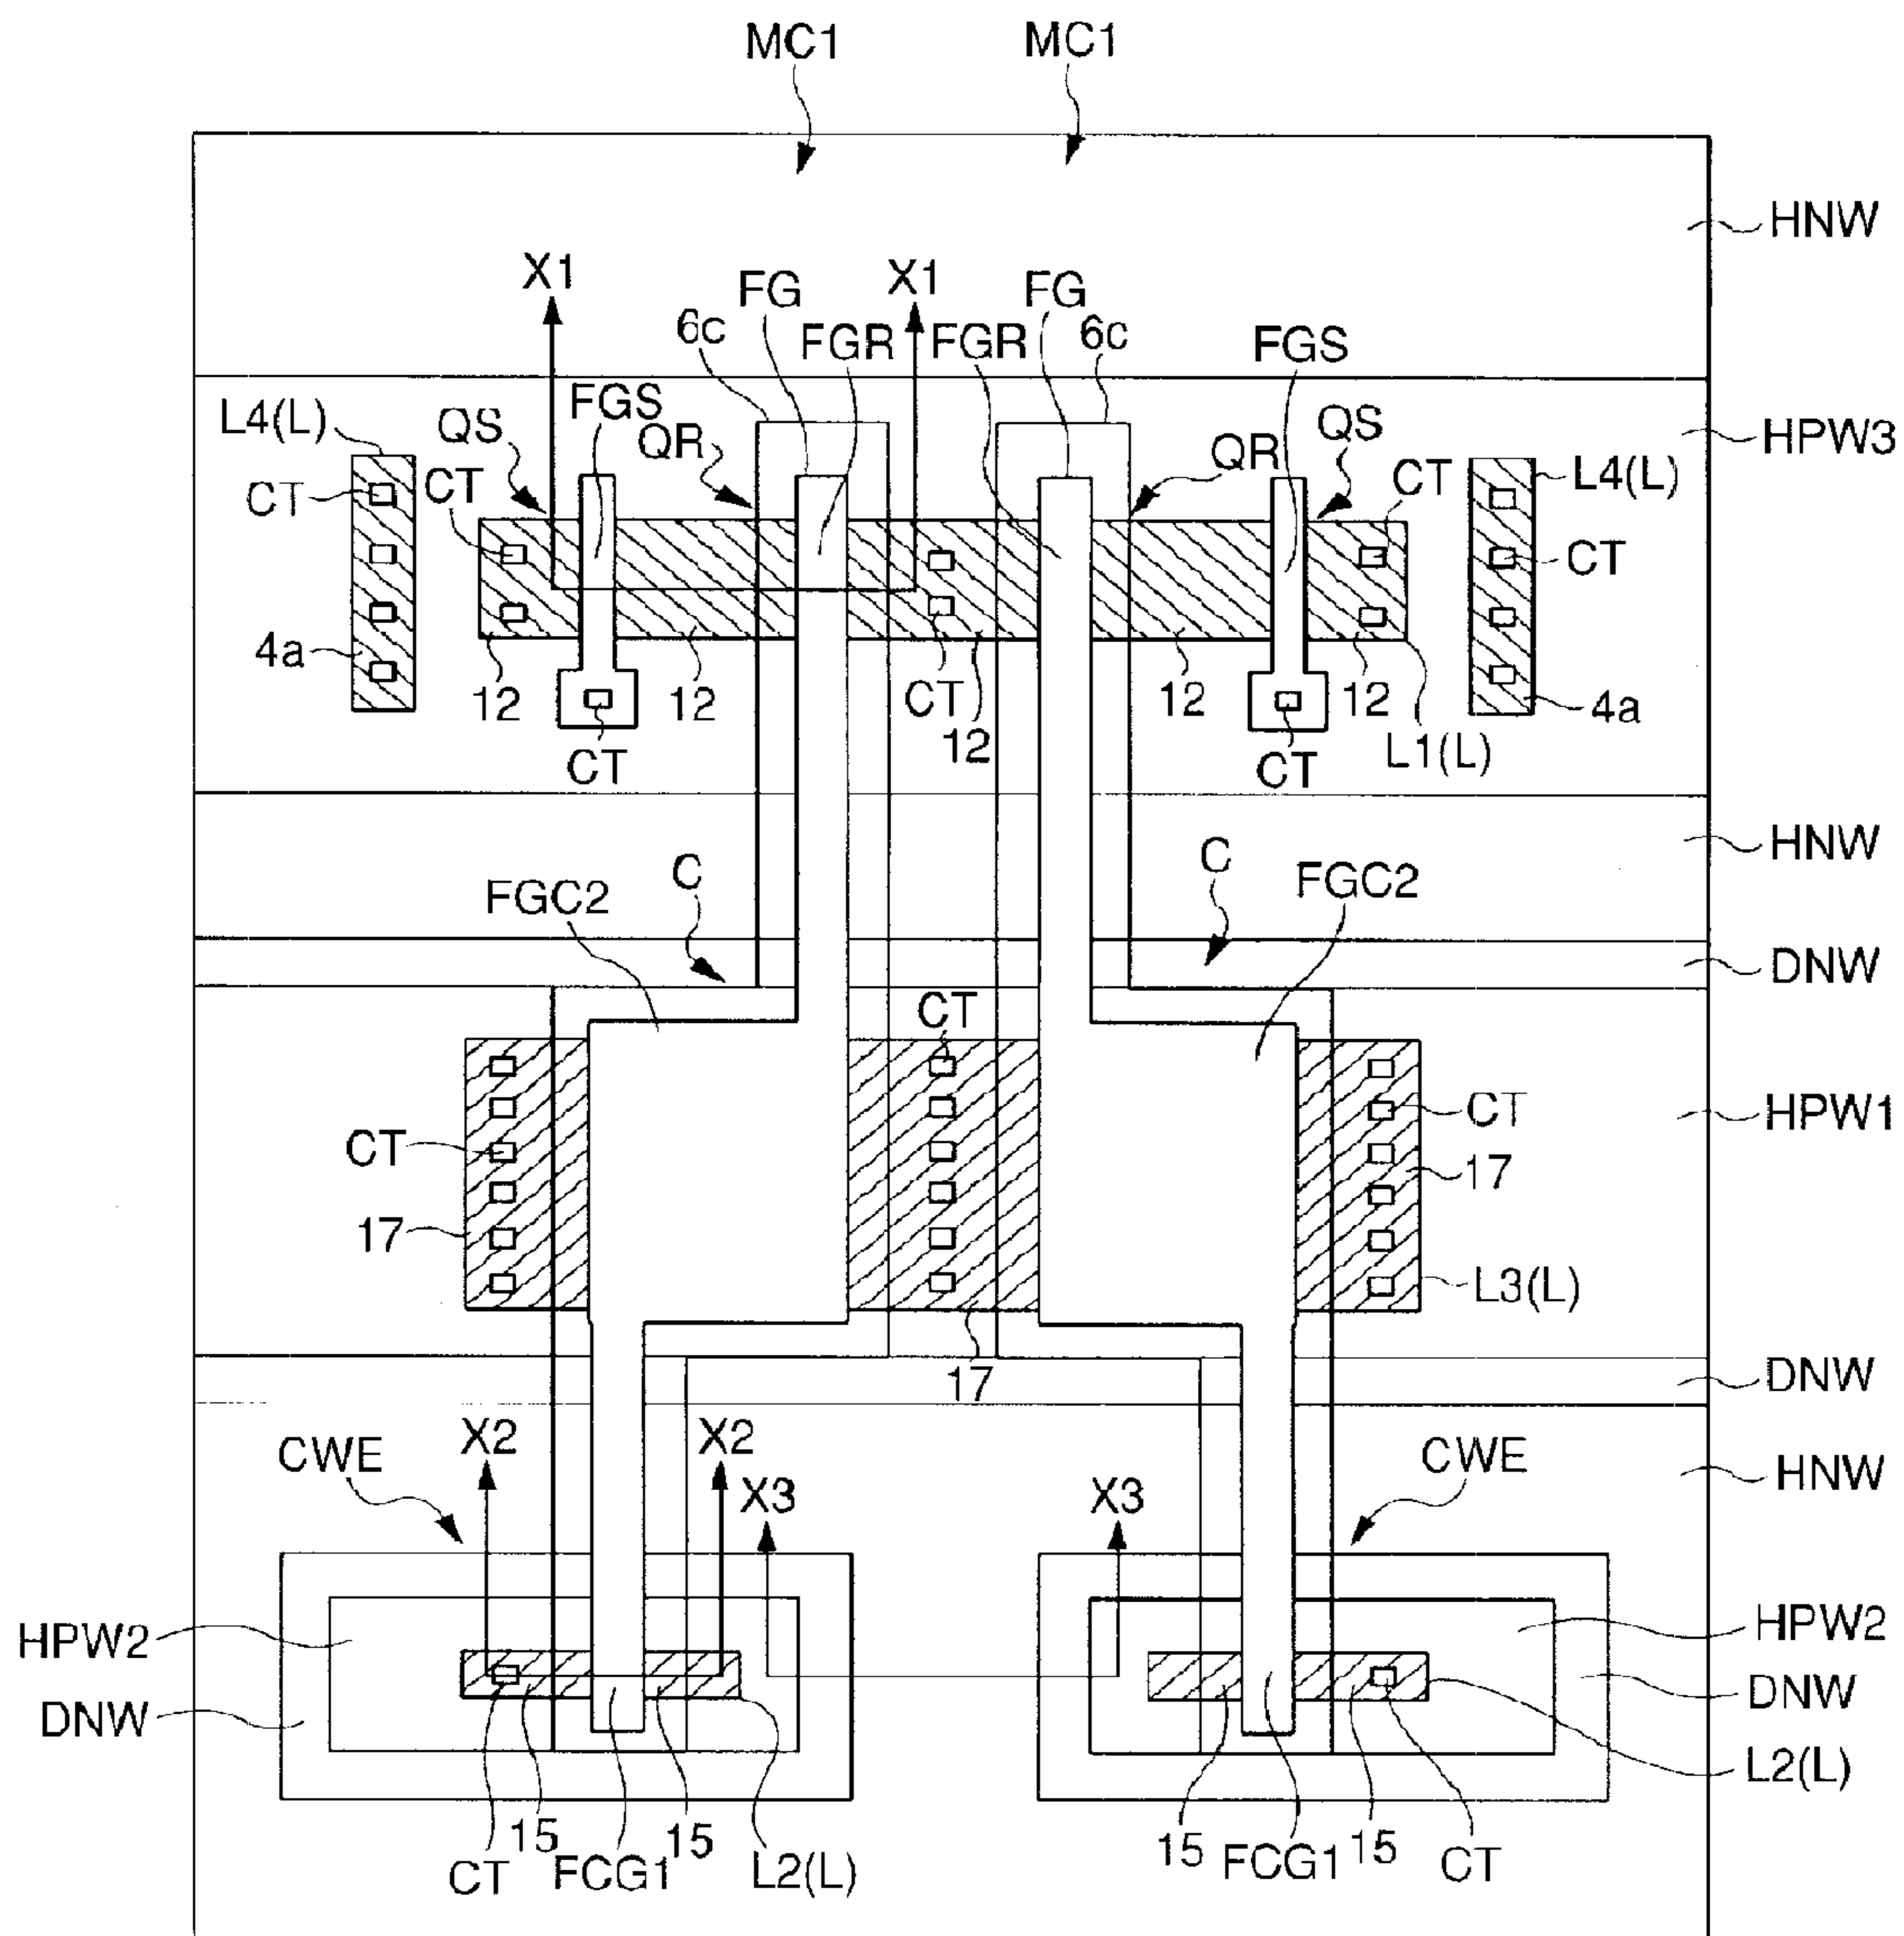 MC1 MC1
HNW
X1 FG X1 FG
6c FGR FGR 6c FGS
L4(L) QS FGS QR QR QS HPW3
CT CT CT L4(L)
CT
4a 12 12 CT 12 12 12 4a
CT CT L1(L)
HNW
FGC2 C C FGC2
DNW
CT
CT CT HPW1
17 17
L3(L)
17 DNW
CWE X2 X2 X3 X3 CWE HNW
HPW2 HPW2
DNW DNW
15 15 15 15 L2(L)
CT FCG1 L2(L) FCG1 CT